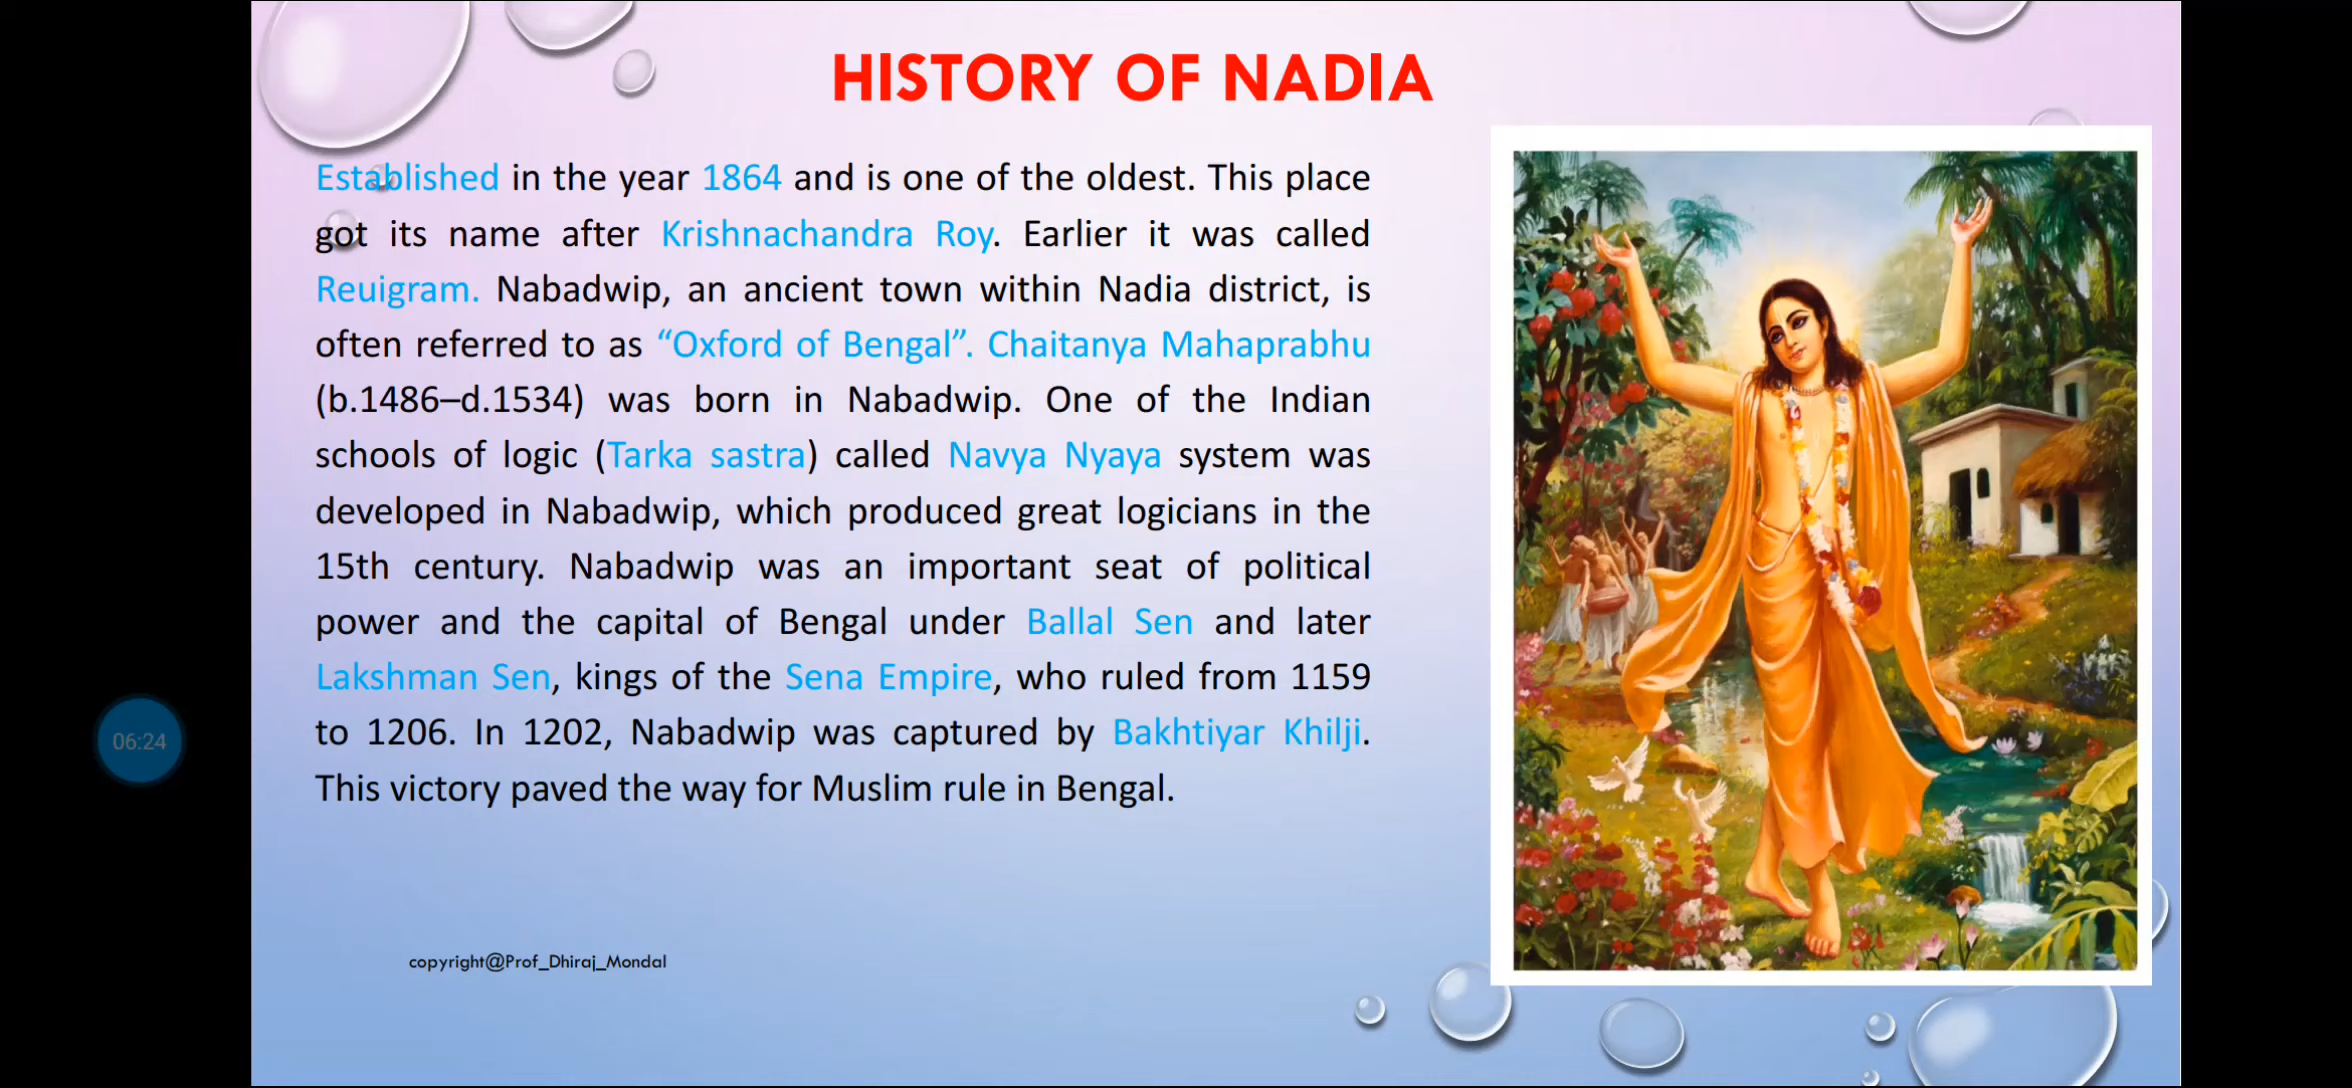 HISTORY OF NADIA
Established in the year 1864 and is one of the oldest. This place
got its name after Krishnachandra Roy. Earlier it was called
Reuigram. Nabadwip, an ancient town within Nadia district, is
often referred to as “Oxford of Bengal”. Chaitanya Mahaprabhu
(b.1486–d.1534) was born in Nabadwip. One of the Indian
schools of logic (Tarka sastra) called Navya Nyaya system was
developed in Nabadwip, which produced great logicians in the
15th century. Nabadwip was an important seat of political
power and the capital of Bengal under Ballal Sen and later
Lakshman Sen, kings of the Sena Empire, who ruled from 1159
to 1206. In 1202, Nabadwip was captured by Bakhtiyar Khilji.
This victory paved the way for Muslim rule in Bengal.
06:24
copyright@Prof_Dhiraj_Mondal